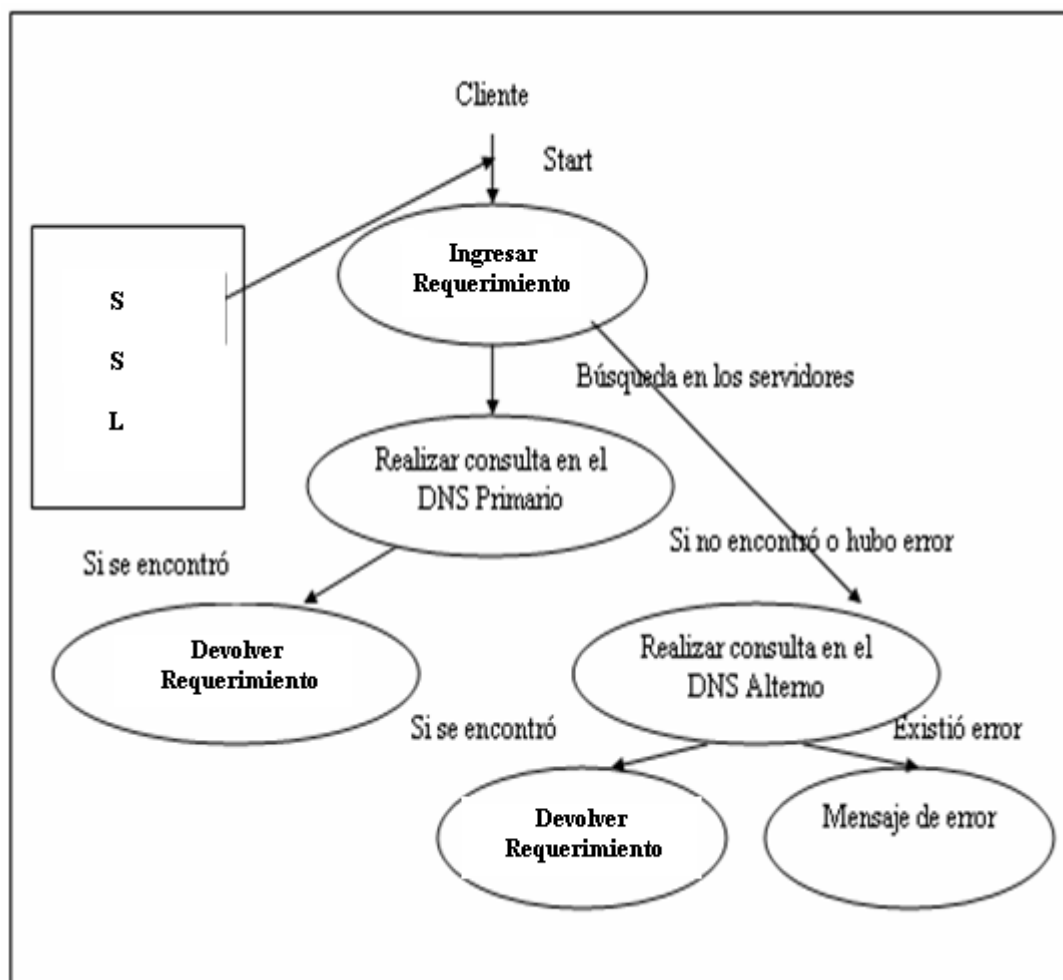 Cliente
Start
Ingresar
Requerimiento
S
S
L
Búsqueda en los servidores
Realizar consulta en el
DNS Primario
Si no encontró o hubo error
Si se encontró
Devolver
Requerimiento
Realizar consulta en el
DNS Alterno
Si se encontró
Existió error
Devolver
Requerimiento
Mensaje de error